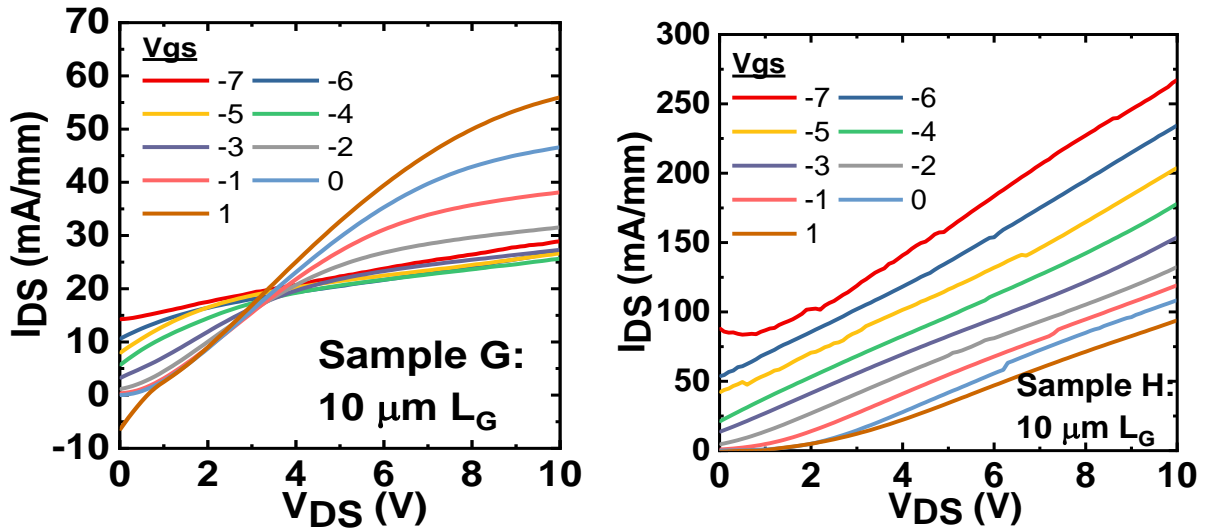 70
60
50
40
30
20
10
0
-10
IDS (mA/mm)
Vgs
-7 -6
-5 -4
-3 -2
-1 0
1
Sample G:
10 μm LG
0 2 4 6 8 10
VDS (V)
300
250
200
150
100
50
0
IDS (mA/mm)
Vgs
-7 -6
-5 -4
-3 -2
-1 0
1
Sample H:
10 μm LG
0 2 4 6 8 10
VDS (V)